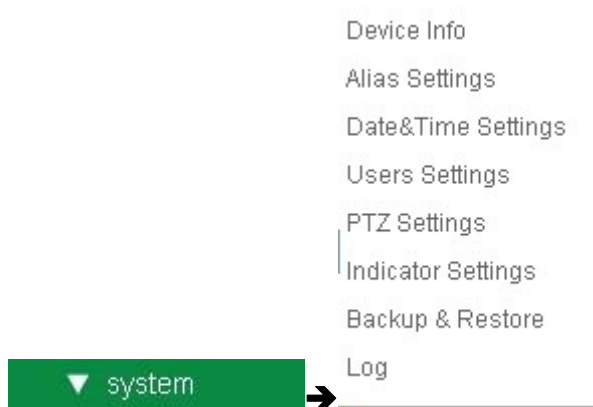 Device Info
Alias Settings
Date&Time Settings
Users Settings
PTZ Settings
Indicator Settings
Backup & Restore
Log
system